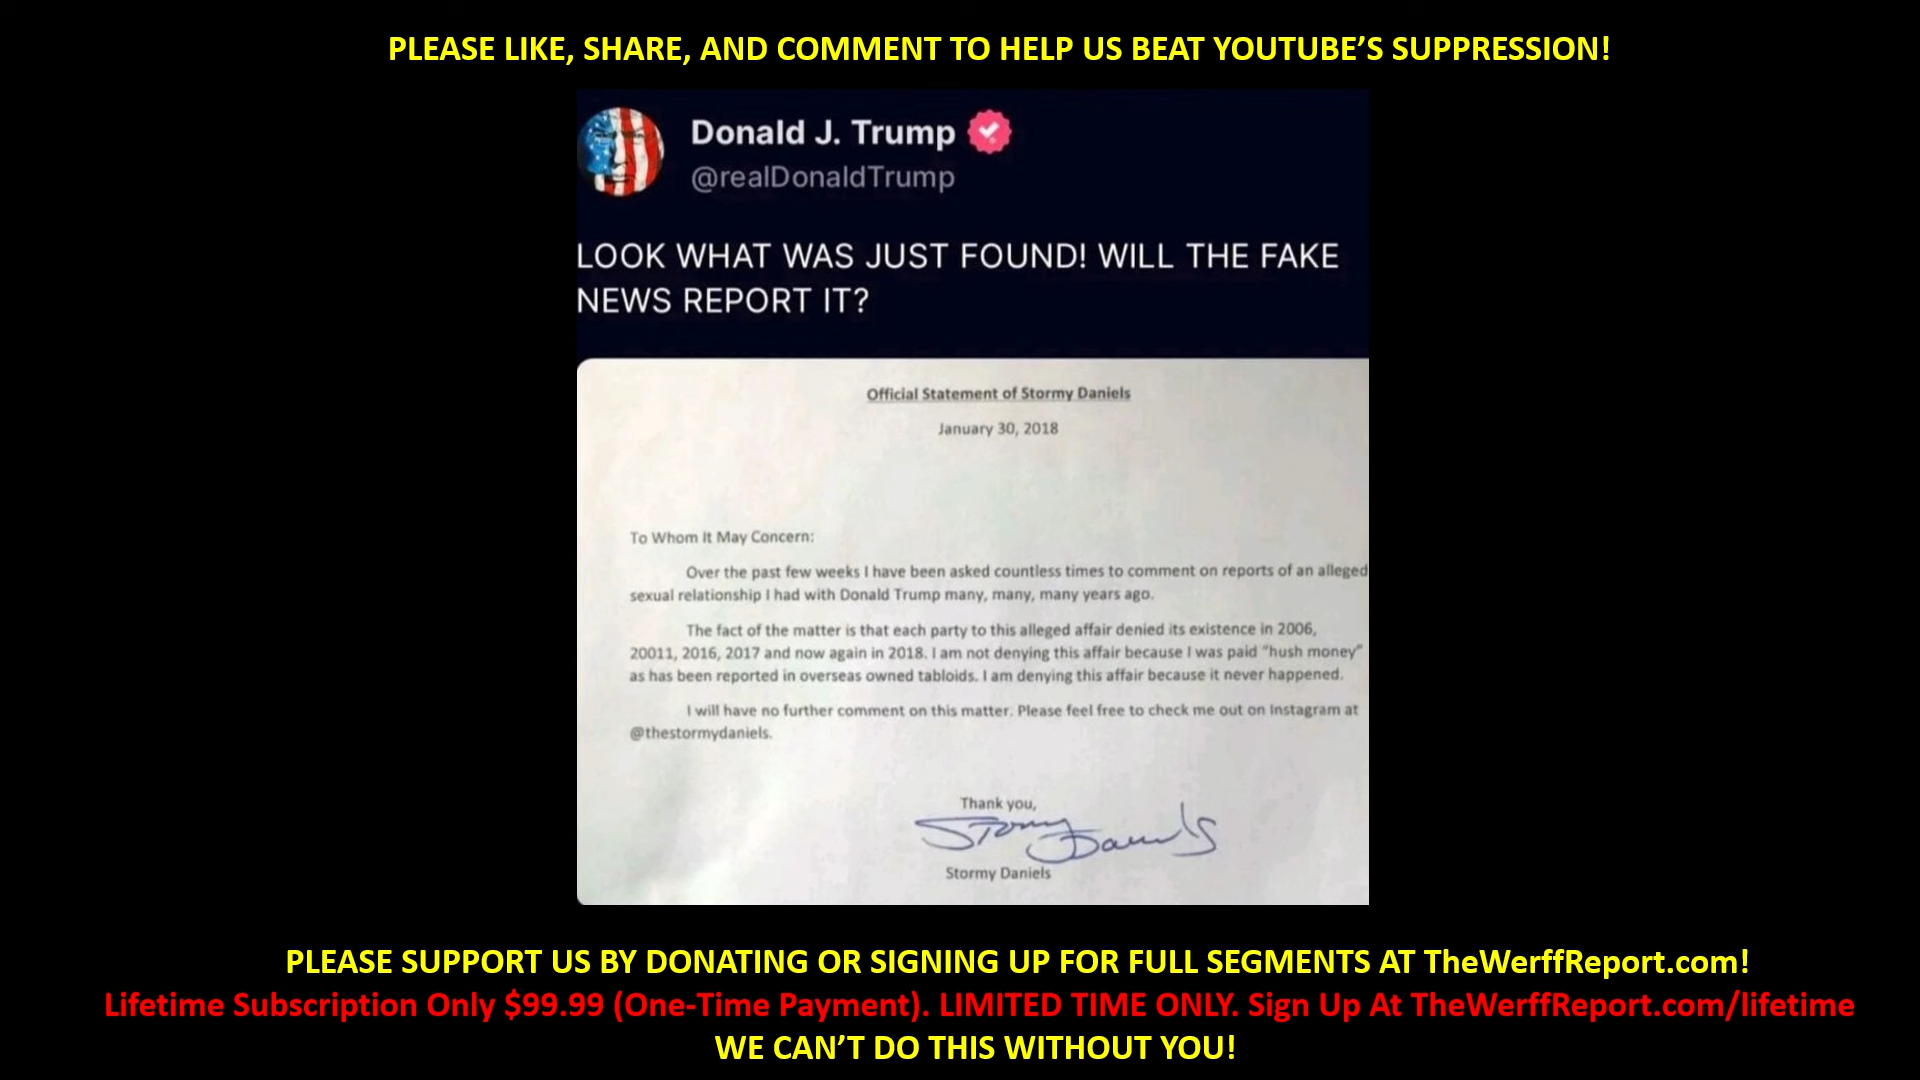 PLEASE LIKE, SHARE, AND COMMENT TO HELP US BEAT YOUTUBE’S SUPPRESSION!
Donald J. Trump
@realDonaldTrump
LOOK WHAT WAS JUST FOUND! WILL THE FAKE
NEWS REPORT IT?
Official Statement of Stormy Daniels
January 30, 2018
To Whom It May Concern:
Over the past few weeks I have been asked countless times to comment on reports of an alleged
sexual relationship I had with Donald Trump many, many, many years ago.
The fact of the matter is that each party to this alleged affair denied its existence in 2006,
20011, 2016, 2017 and now again in 2018. I am not denying this affair because I was paid “hush money”
as has been reported in overseas owned tabloids. I am denying this affair because it never happened.
I will have no further comment on this matter. Please feel free to check me out on Instagram at
@thestormydaniels.
Thank you,
Stormy Daniels
Stormy Daniels
PLEASE SUPPORT US BY DONATING OR SIGNING UP FOR FULL SEGMENTS AT TheWerffReport.com!
Lifetime Subscription Only $99.99 (One-Time Payment). LIMITED TIME ONLY. Sign Up At TheWerffReport.com/lifetime
WE CAN’T DO THIS WITHOUT YOU!